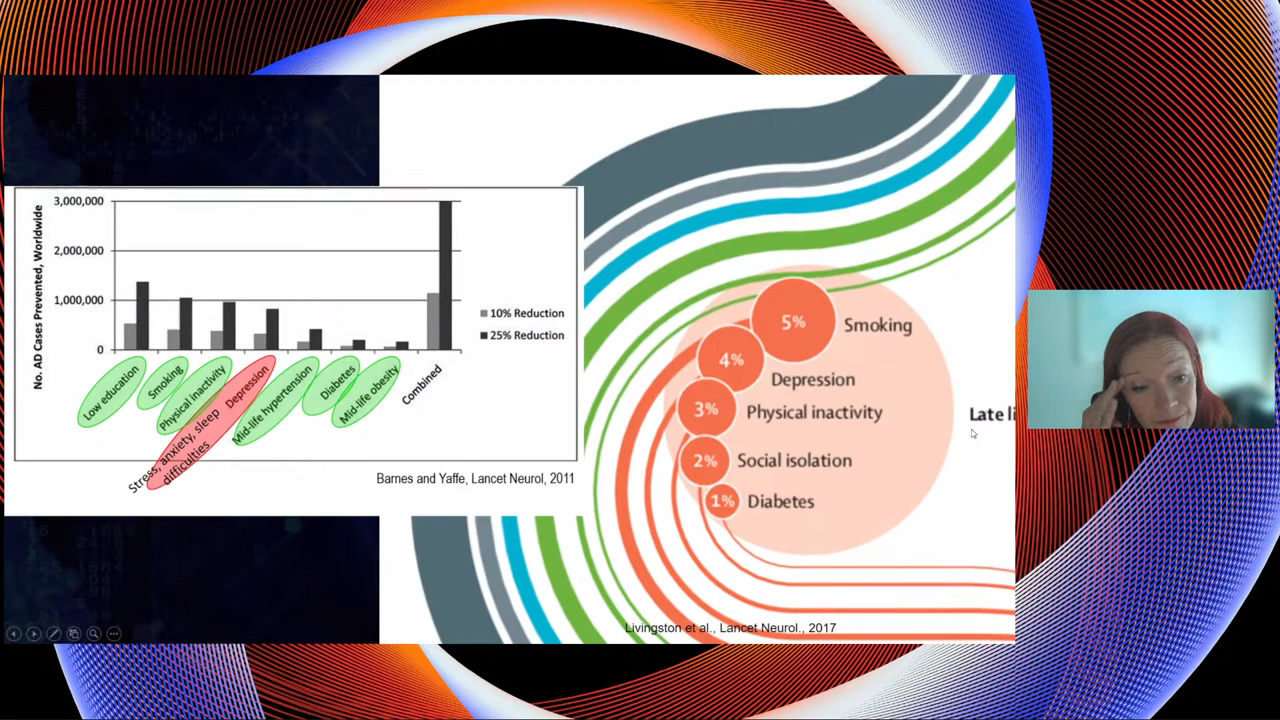 3,000,000
2,000,000
1,000,000
0
No. AD Cases Prevented, Worldwide
10% Reduction
25% Reduction
Low education
Smoking
Physical inactivity
Depression
Stress, anxiety, sleep
difficulties
Mid-life hypertension
Diabetes
Mid-life obesity
Combined
Barnes and Yaffe, Lancet Neurol, 2011
5% Smoking
4% Depression
3% Physical inactivity
2% Social isolation
1% Diabetes
Late li
Livingston et al., Lancet Neurol., 2017